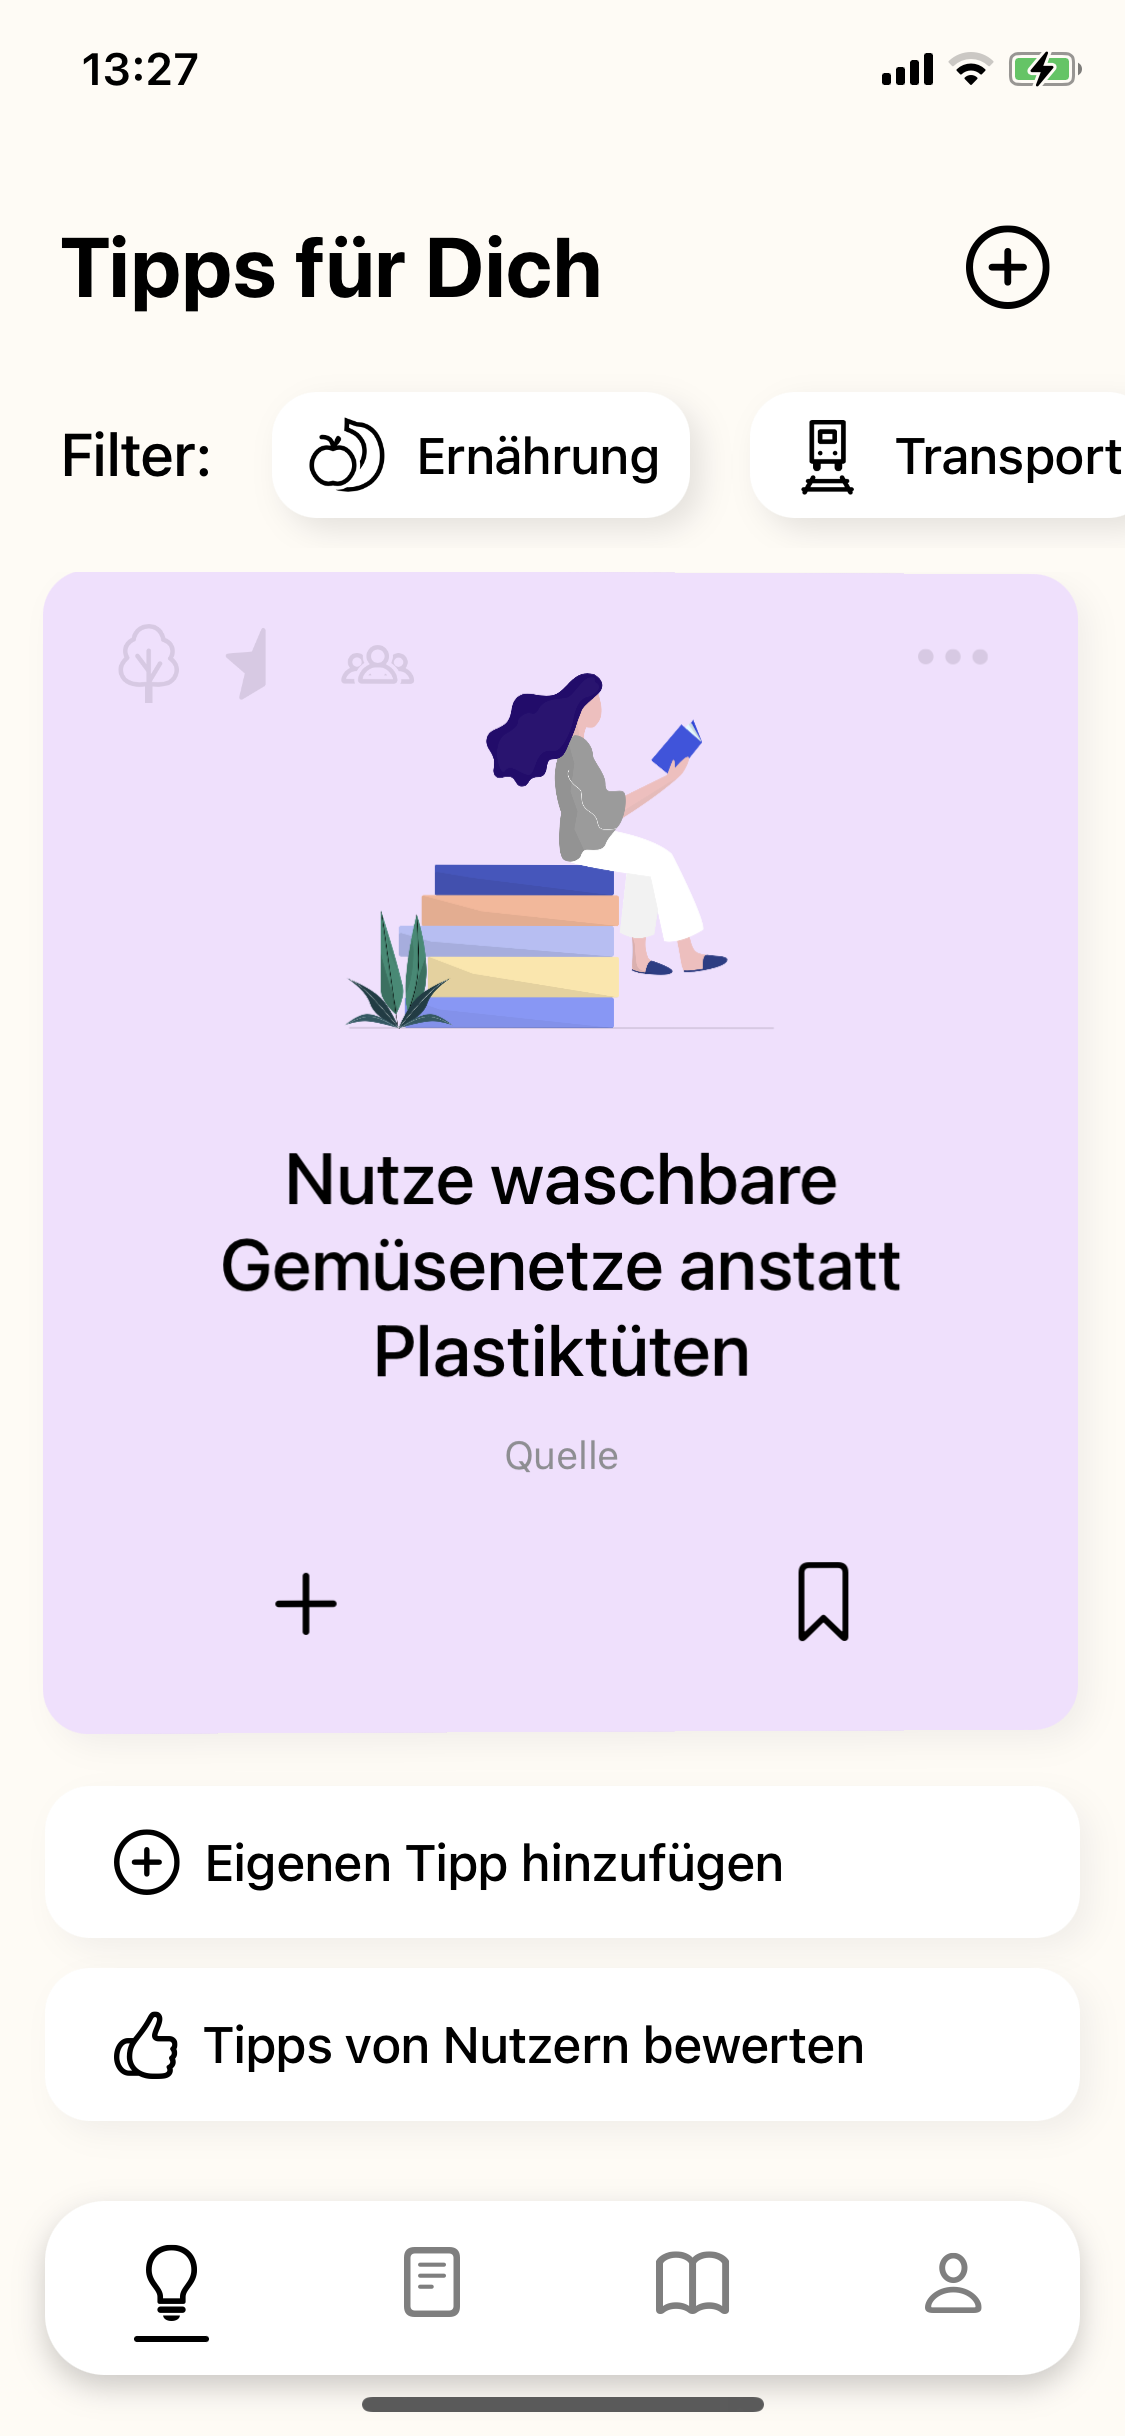 13:27
Tipps für Dich
Filter:
Ernährung
Transport
Nutze waschbare
Gemüsenetze anstatt
Plastiktüten
Quelle
Eigenen Tipp hinzufügen
Tipps von Nutzern bewerten